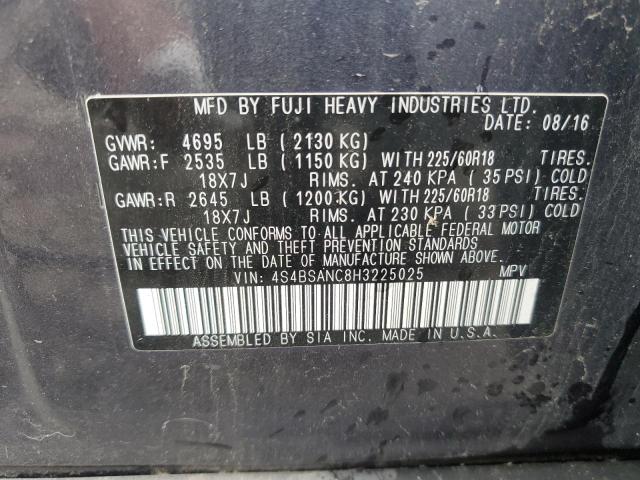 MFD BY FUJI HEAVY INDUSTRIES LTD.
DATE: 08/16
GVWR: 4695 LB ( 2130 KG)
GAWR:F 2535 LB ( 1150 KG) WITH 225/60R18 TIRES.
18X7J RIMS. AT 240 KPA ( 35 PSI) COLD
GAWR:R 2645 LB ( 1200 KG) WITH 225/60R18 TIRES.
18X7J RIMS. AT 230 KPA ( 33 PSI) COLD
THIS VEHICLE CONFORMS TO ALL APPLICABLE FEDERAL MOTOR
VEHICLE SAFETY AND THEFT PREVENTION STANDARDS
IN EFFECT ON THE DATE OF MANUFACTURE SHOWN ABOVE.
VIN: 4S4BSANC8H3225025 MPV
ASSEMBLED BY SIA INC. MADE IN U.S.A.